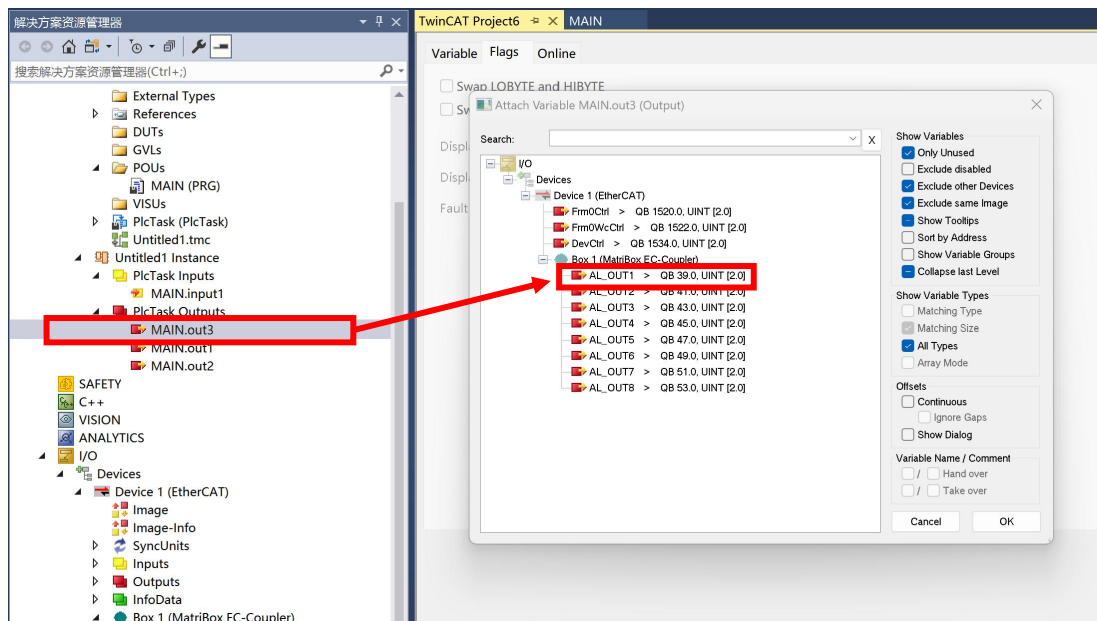 解决方案资源管理器
搜索解决方案资源管理器(Ctrl+;)
External Types
References
DUTs
GVLs
POUs
MAIN (PRG)
VISUs
PlcTask (PlcTask)
Untitled1.tmc
Untitled1 Instance
PlcTask Inputs
MAIN.input1
PlcTask Outputs
MAIN.out3
MAIN.out1
MAIN.out2
SAFETY
C++
VISION
ANALYTICS
I/O
Devices
Device 1 (EtherCAT)
Image
Image-Info
SyncUnits
Inputs
Outputs
InfoData
Box 1 (MatriBox EC-Coupler)
TwinCAT Project6
MAIN
Variable Flags Online
Swap LOBYTE and HIBYTE
Sw
Displ
Displ
Fault
Attach Variable MAIN.out3 (Output)
Search:
X
I/O
Devices
Device 1 (EtherCAT)
Frm0Ctrl > QB 1520.0, UINT [2.0]
Frm0WcCtrl > QB 1522.0, UINT [2.0]
DevCtrl > QB 1534.0, UINT [2.0]
Box 1 (MatriBox EC-Coupler)
AL_OUT1 > QB 39.0, UINT [2.0]
AL_OUT2 > QB 41.0, UINT [2.0]
AL_OUT3 > QB 43.0, UINT [2.0]
AL_OUT4 > QB 45.0, UINT [2.0]
AL_OUT5 > QB 47.0, UINT [2.0]
AL_OUT6 > QB 49.0, UINT [2.0]
AL_OUT7 > QB 51.0, UINT [2.0]
AL_OUT8 > QB 53.0, UINT [2.0]
Show Variables
Only Unused
Exclude disabled
Exclude other Devices
Exclude same Image
Show Tooltips
Sort by Address
Show Variable Groups
Collapse last Level
Show Variable Types
Matching Type
Matching Size
All Types
Array Mode
Offsets
Continuous
Ignore Gaps
Show Dialog
Variable Name / Comment
/ Hand over
/ Take over
Cancel OK